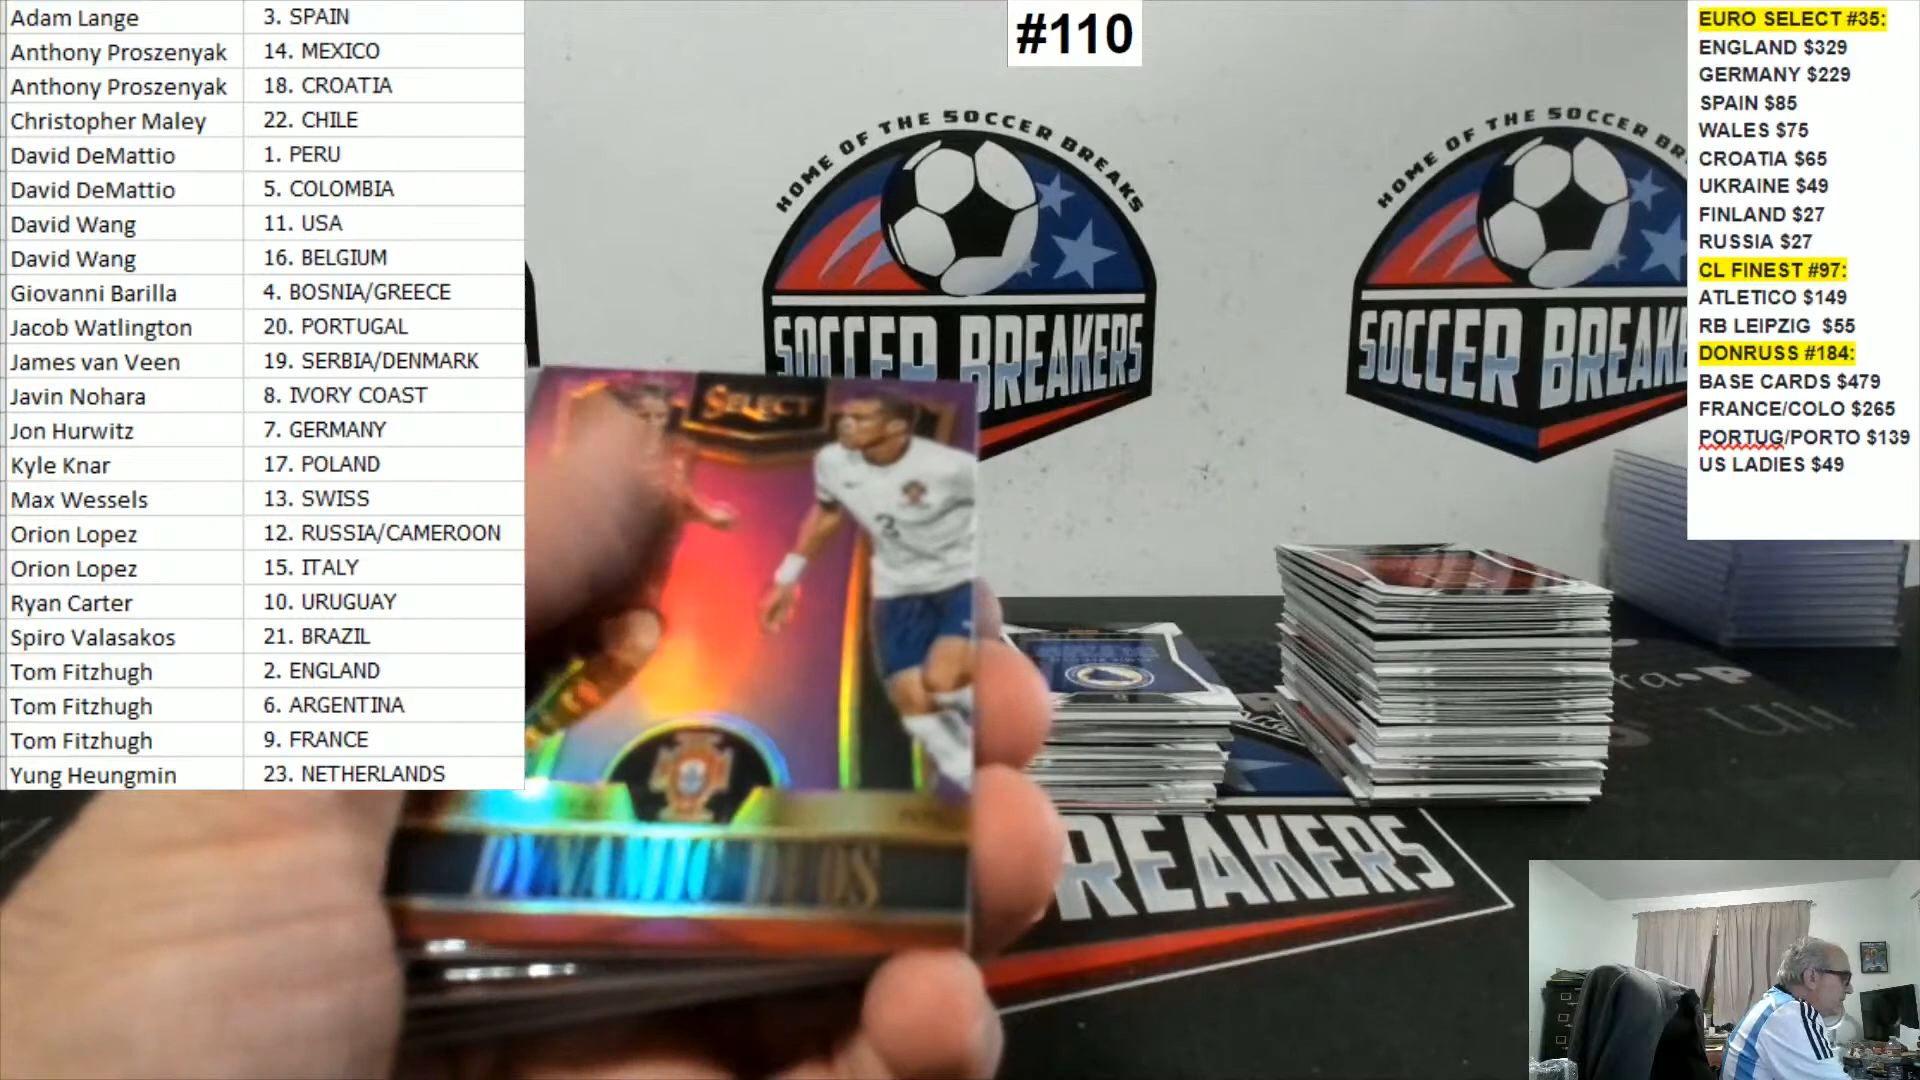 Adam Lange 3. SPAIN
Anthony Proszenyak 14. MEXICO
Anthony Proszenyak 18. CROATIA
Christopher Maley 22. CHILE
David DeMattio 1. PERU
David DeMattio 5. COLOMBIA
David Wang 11. USA
David Wang 16. BELGIUM
Giovanni Barilla 4. BOSNIA/GREECE
Jacob Watlington 20. PORTUGAL
James van Veen 19. SERBIA/DENMARK
Javin Nohara 8. IVORY COAST
Jon Hurwitz 7. GERMANY
Kyle Knar 17. POLAND
Max Wessels 13. SWISS
Orion Lopez 12. RUSSIA/CAMEROON
Orion Lopez 15. ITALY
Ryan Carter 10. URUGUAY
Spiro Valasakos 21. BRAZIL
Tom Fitzhugh 2. ENGLAND
Tom Fitzhugh 6. ARGENTINA
Tom Fitzhugh 9. FRANCE
Yung Heungmin 23. NETHERLANDS
#110
HOME OF THE SOCCER BREAKS
SOCCER BREAKERS
HOME OF THE SOCCER BR
SOCCER BREAKE
SELECT
DYNAMIC DUOS
REAKERS
EURO SELECT #35:
ENGLAND $329
GERMANY $229
SPAIN $85
WALES $75
CROATIA $65
UKRAINE $49
FINLAND $27
RUSSIA $27
CL FINEST #97:
ATLETICO $149
RB LEIPZIG $55
DONRUSS #184:
BASE CARDS $479
FRANCE/COLO $265
PORTUG/PORTO $139
US LADIES $49